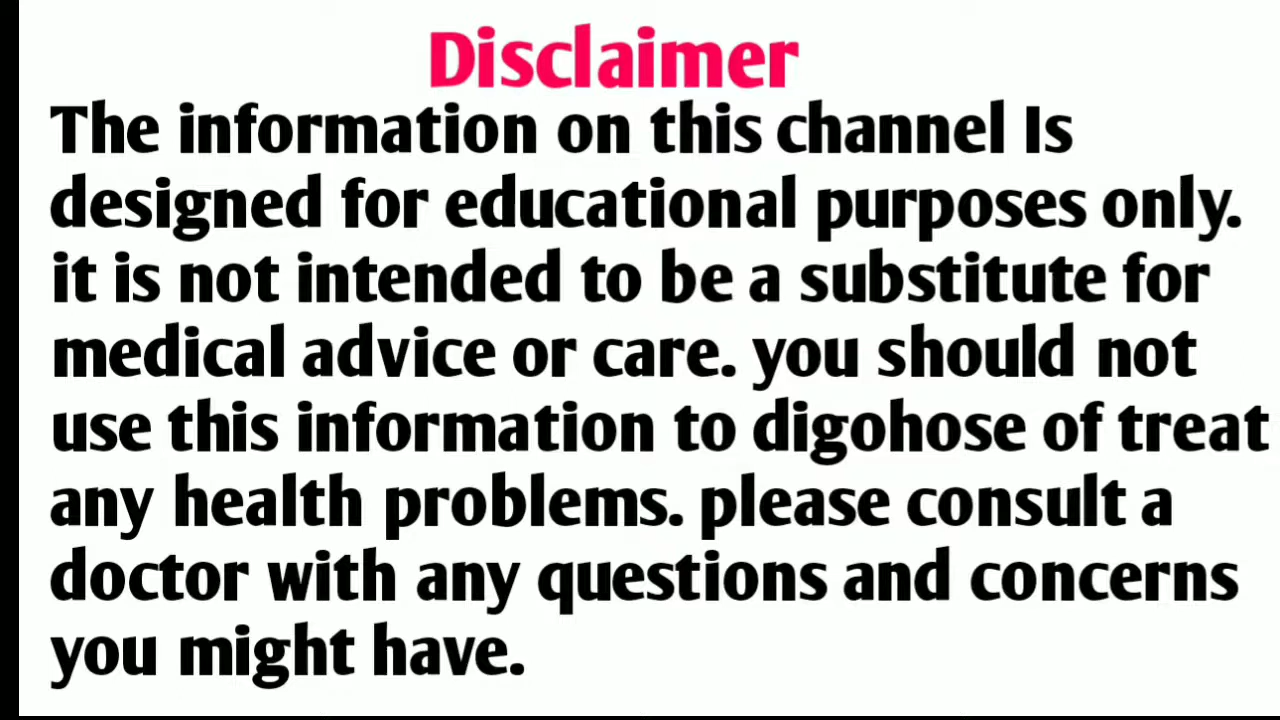 Disclaimer
The information on this channel Is
designed for educational purposes only.
it is not intended to be a substitute for
medical advice or care. you should not
use this information to digohose of treat
any health problems. please consult a
doctor with any questions and concerns
you might have.